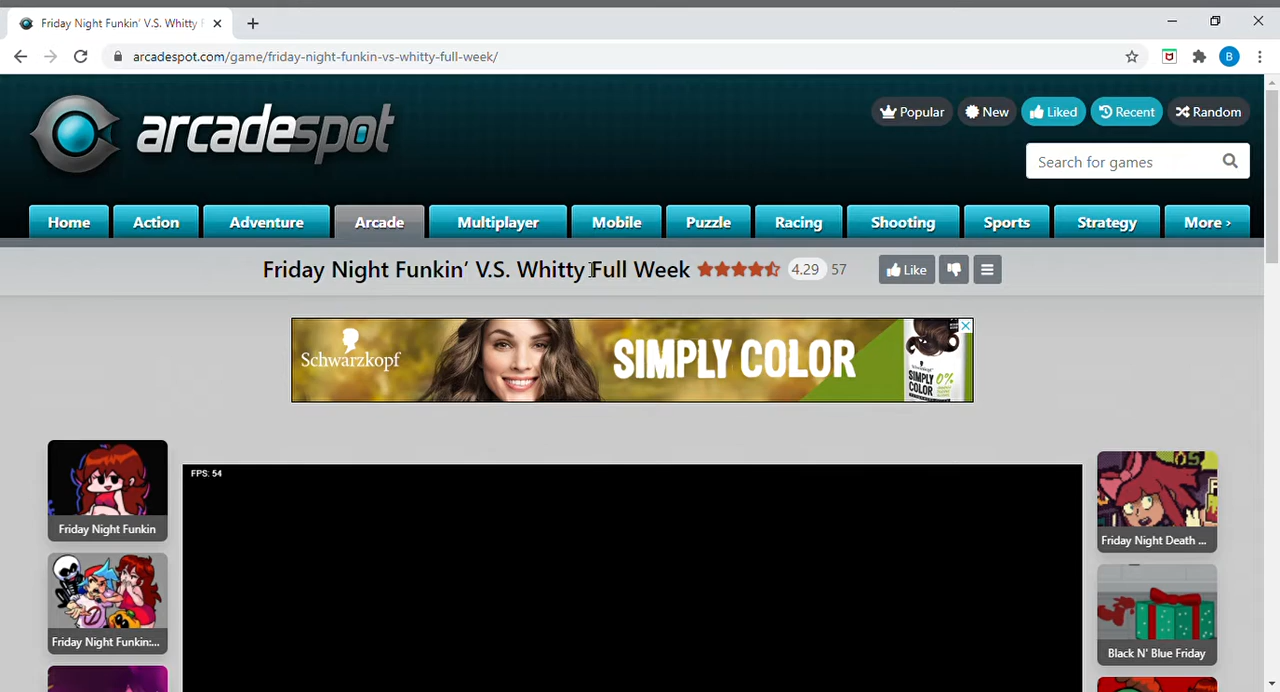 Friday Night Funkin' V.S. Whitty F
arcadespot.com/game/friday-night-funkin-vs-whitty-full-week/
B
arcadespot
Popular
New
Liked
Recent
Random
Search for games
Home
Action
Adventure
Arcade
Multiplayer
Mobile
Puzzle
Racing
Shooting
Sports
Strategy
More ›
Friday Night Funkin’ V.S. Whitty Full Week
4.29
57
Like
Schwarzkopf
SIMPLY COLOR
SIMPLY
COLOR
0%
FPS: 54
Friday Night Funkin
Friday Night Death ...
Friday Night Funkin:...
Black N' Blue Friday